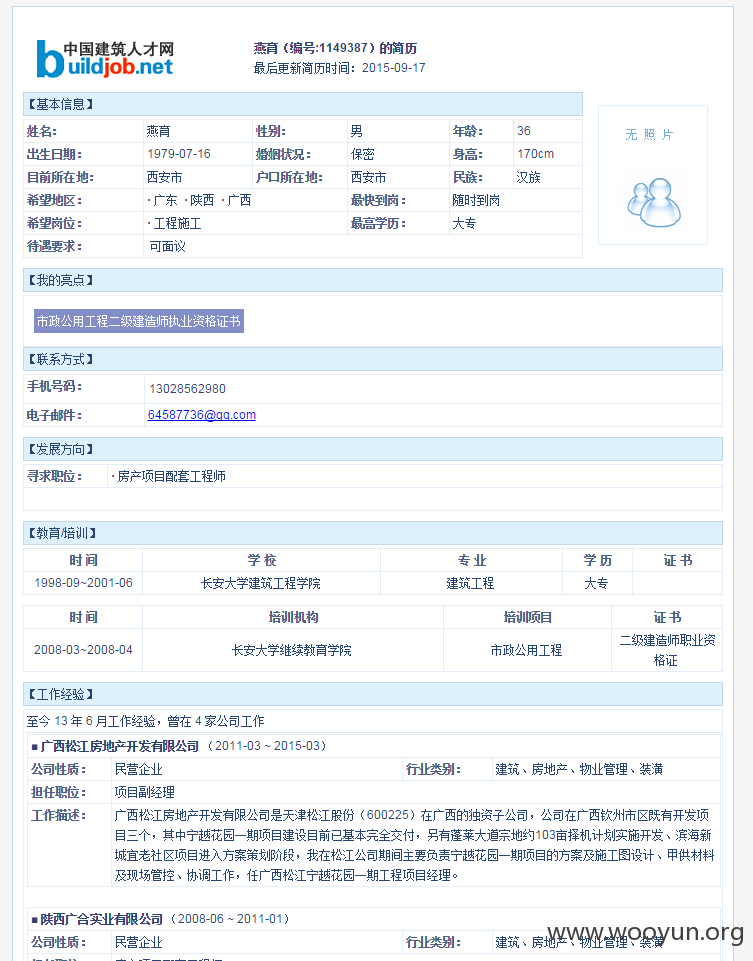 中国建筑人才网
buildjob.net
燕育（编号:1149387）的简历
最后更新简历时间：2015-09-17
【基本信息】
姓名： 燕育 性别： 男 年龄： 36
出生日期： 1979-07-16 婚姻状况： 保密 身高： 170cm
目前所在地： 西安市 户口所在地： 西安市 民族： 汉族
希望地区： ·广东 ·陕西 ·广西 最快到岗： 随时到岗
希望岗位： ·工程施工 最高学历： 大专
待遇要求： 可面议
无 照 片
【我的亮点】
市政公用工程二级建造师执业资格证书
【联系方式】
手机号码： 13028562980
电子邮件： 64587736@qq.com
【发展方向】
寻求职位： ·房产项目配套工程师
【教育/培训】
时 间 学 校 专 业 学 历 证 书
1998-09~2001-06 长安大学建筑工程学院 建筑工程 大专
时 间 培训机构 培训项目 证 书
2008-03~2008-04 长安大学继续教育学院 市政公用工程 二级建造师职业资
格证
【工作经验】
至今 13 年 6 月工作经验，曾在 4 家公司工作
■ 广西松江房地产开发有限公司 （2011-03 ~ 2015-03）
公司性质： 民营企业 行业类别： 建筑、房地产、物业管理、装潢
担任职位： 项目副经理
工作描述： 广西松江房地产开发有限公司是天津松江股份（600225）在广西的独资子公司，公司在广西钦州市区既有开发项
目三个，其中宁越花园一期项目建设目前已基本完全交付，另有蓬莱大道宗地约103亩择机计划实施开发、滨海新
城宜老社区项目进入方案策划阶段，我在松江公司期间主要负责宁越花园一期项目的方案及施工图设计、甲供材料
及现场管控、协调工作，任广西松江宁越花园一期工程项目经理。
■ 陕西广合实业有限公司 （2008-06 ~ 2011-01）
公司性质： 民营企业 行业类别： 建筑、房地产、物业管理、装潢
www.wooyun.org